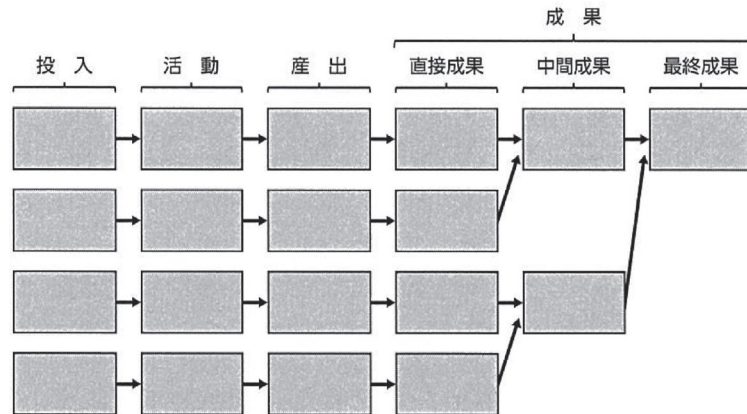 成 果
投 入 活 動 産 出 直接成果 中間成果 最終成果